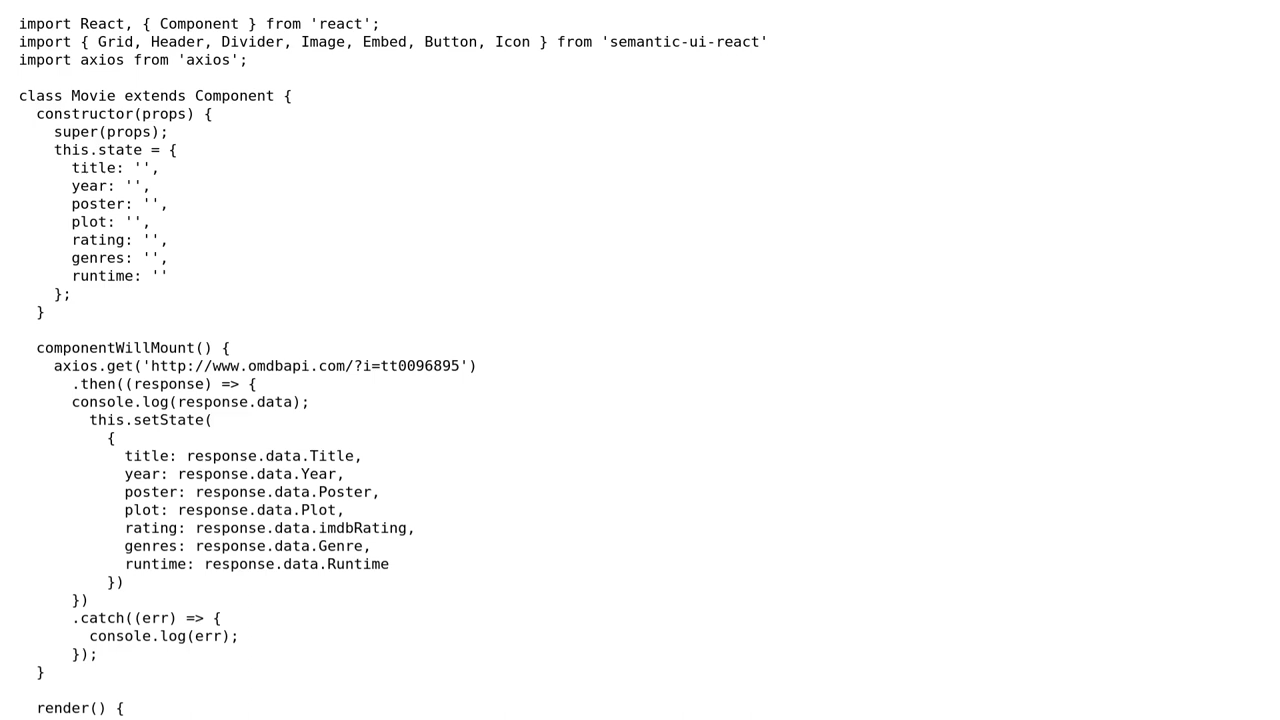 import React, { Component } from 'react';
import { Grid, Header, Divider, Image, Embed, Button, Icon } from 'semantic-ui-react'
import axios from 'axios';

class Movie extends Component {
  constructor(props) {
    super(props);
    this.state = {
      title: '',
      year: '',
      poster: '',
      plot: '',
      rating: '',
      genres: '',
      runtime: ''
    };
  }

  componentWillMount() {
    axios.get('http://www.omdbapi.com/?i=tt0096895')
      .then((response) => {
      console.log(response.data);
        this.setState(
          {
            title: response.data.Title,
            year: response.data.Year,
            poster: response.data.Poster,
            plot: response.data.Plot,
            rating: response.data.imdbRating,
            genres: response.data.Genre,
            runtime: response.data.Runtime
          })
      })
      .catch((err) => {
        console.log(err);
      });
  }

  render() {